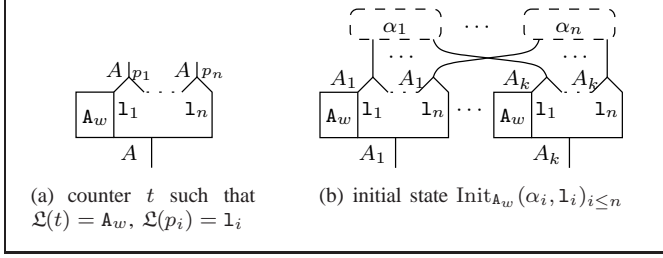 α1 · · · αn
A p1 A pn · · · · · ·
A1 A1 Ak Ak
Aw l1 · · · ln Aw l1 · · · ln · · · Aw l1 · · · ln
A A1 Ak
(a) counter t such that
𝔏(t) = Aw, 𝔏(pi) = li
(b) initial state InitAw (αi, li)i≤n